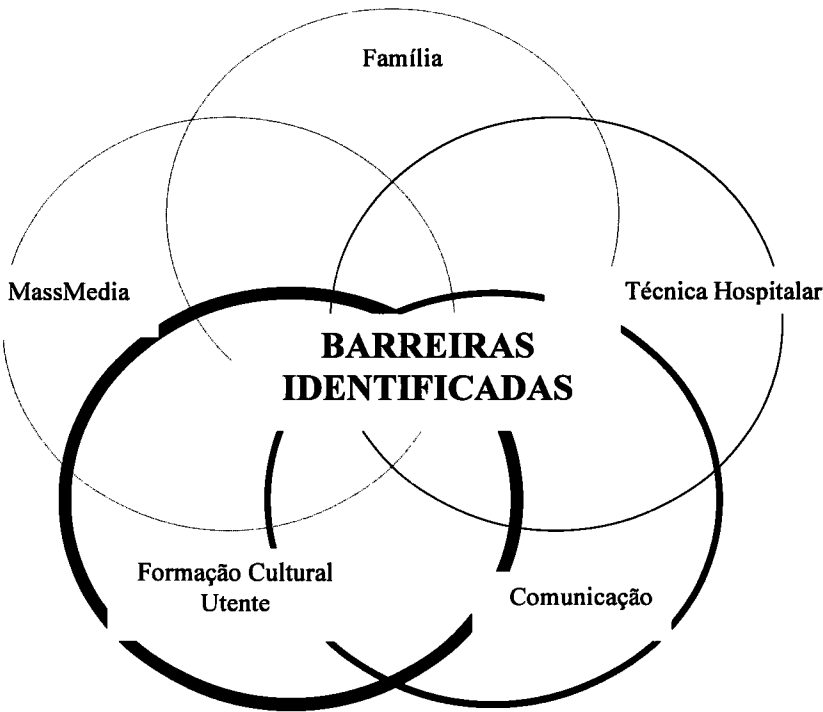 Família
MassMedia
Técnica Hospitalar
BARREIRAS
IDENTIFICADAS
Formação Cultural
Utente
Comunicação